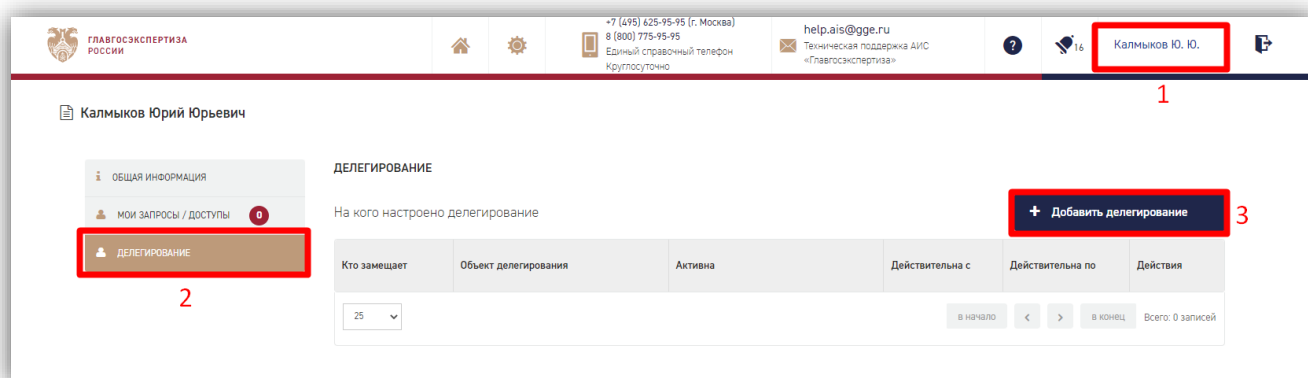 ГЛАВГОСЭКСПЕРТИЗА
РОССИИ
+7 (495) 625-95-95 (г. Москва)
8 (800) 775-95-95
Единый справочный телефон
Круглосуточно
help.ais@gge.ru
Техническая поддержка АИС
«Главгосэкспертиза»
?
16
Калмыков Ю. Ю.
1
Калмыков Юрий Юрьевич
i ОБЩАЯ ИНФОРМАЦИЯ
МОИ ЗАПРОСЫ / ДОСТУПЫ 0
ДЕЛЕГИРОВАНИЕ
2
ДЕЛЕГИРОВАНИЕ
На кого настроено делегирование
+ Добавить делегирование
3
Кто замещает Объект делегирования Активна Действительна с Действительна по Действия
25 в начало < > в конец Всего: 0 записей